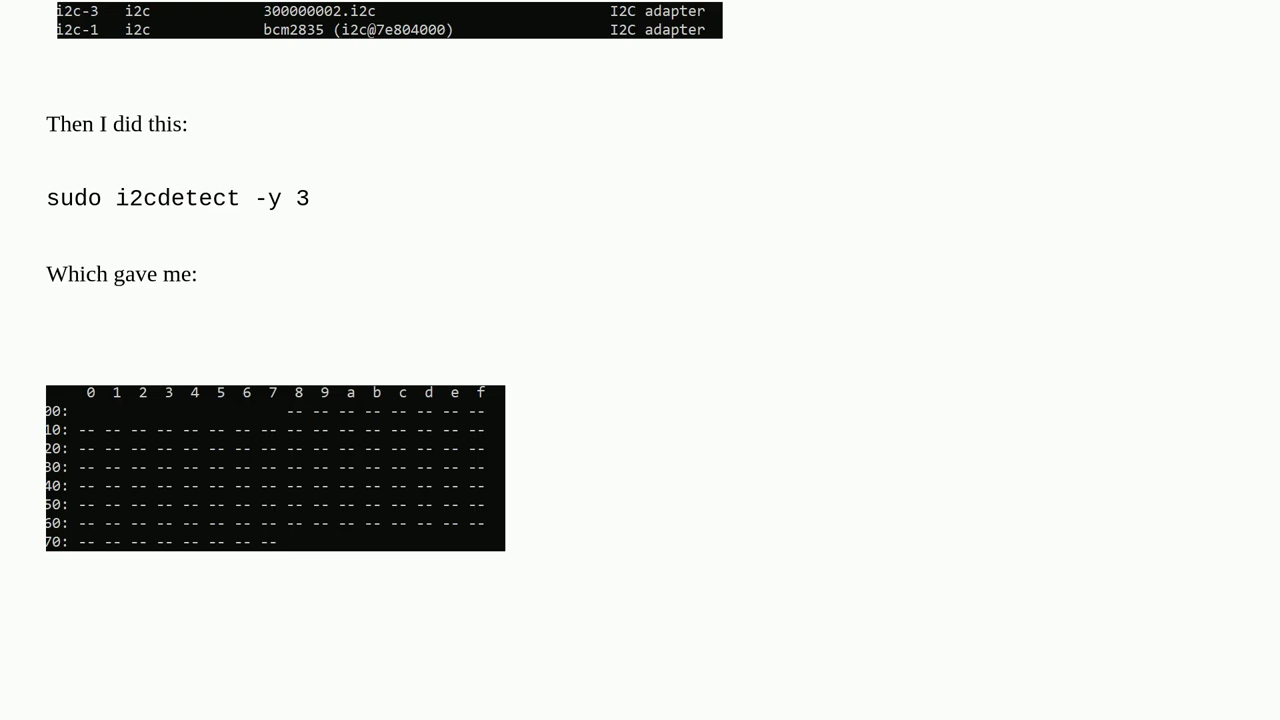 i2c-3 i2c 300000002.i2c I2C adapter
i2c-1 i2c bcm2835 (i2c@7e804000) I2C adapter
Then I did this:
sudo i2cdetect -y 3
Which gave me:
0 1 2 3 4 5 6 7 8 9 a b c d e f
00: -- -- -- -- -- -- -- --
10: -- -- -- -- -- -- -- -- -- -- -- -- -- -- -- --
20: -- -- -- -- -- -- -- -- -- -- -- -- -- -- -- --
30: -- -- -- -- -- -- -- -- -- -- -- -- -- -- -- --
40: -- -- -- -- -- -- -- -- -- -- -- -- -- -- -- --
50: -- -- -- -- -- -- -- -- -- -- -- -- -- -- -- --
60: -- -- -- -- -- -- -- -- -- -- -- -- -- -- -- --
70: -- -- -- -- -- -- -- --